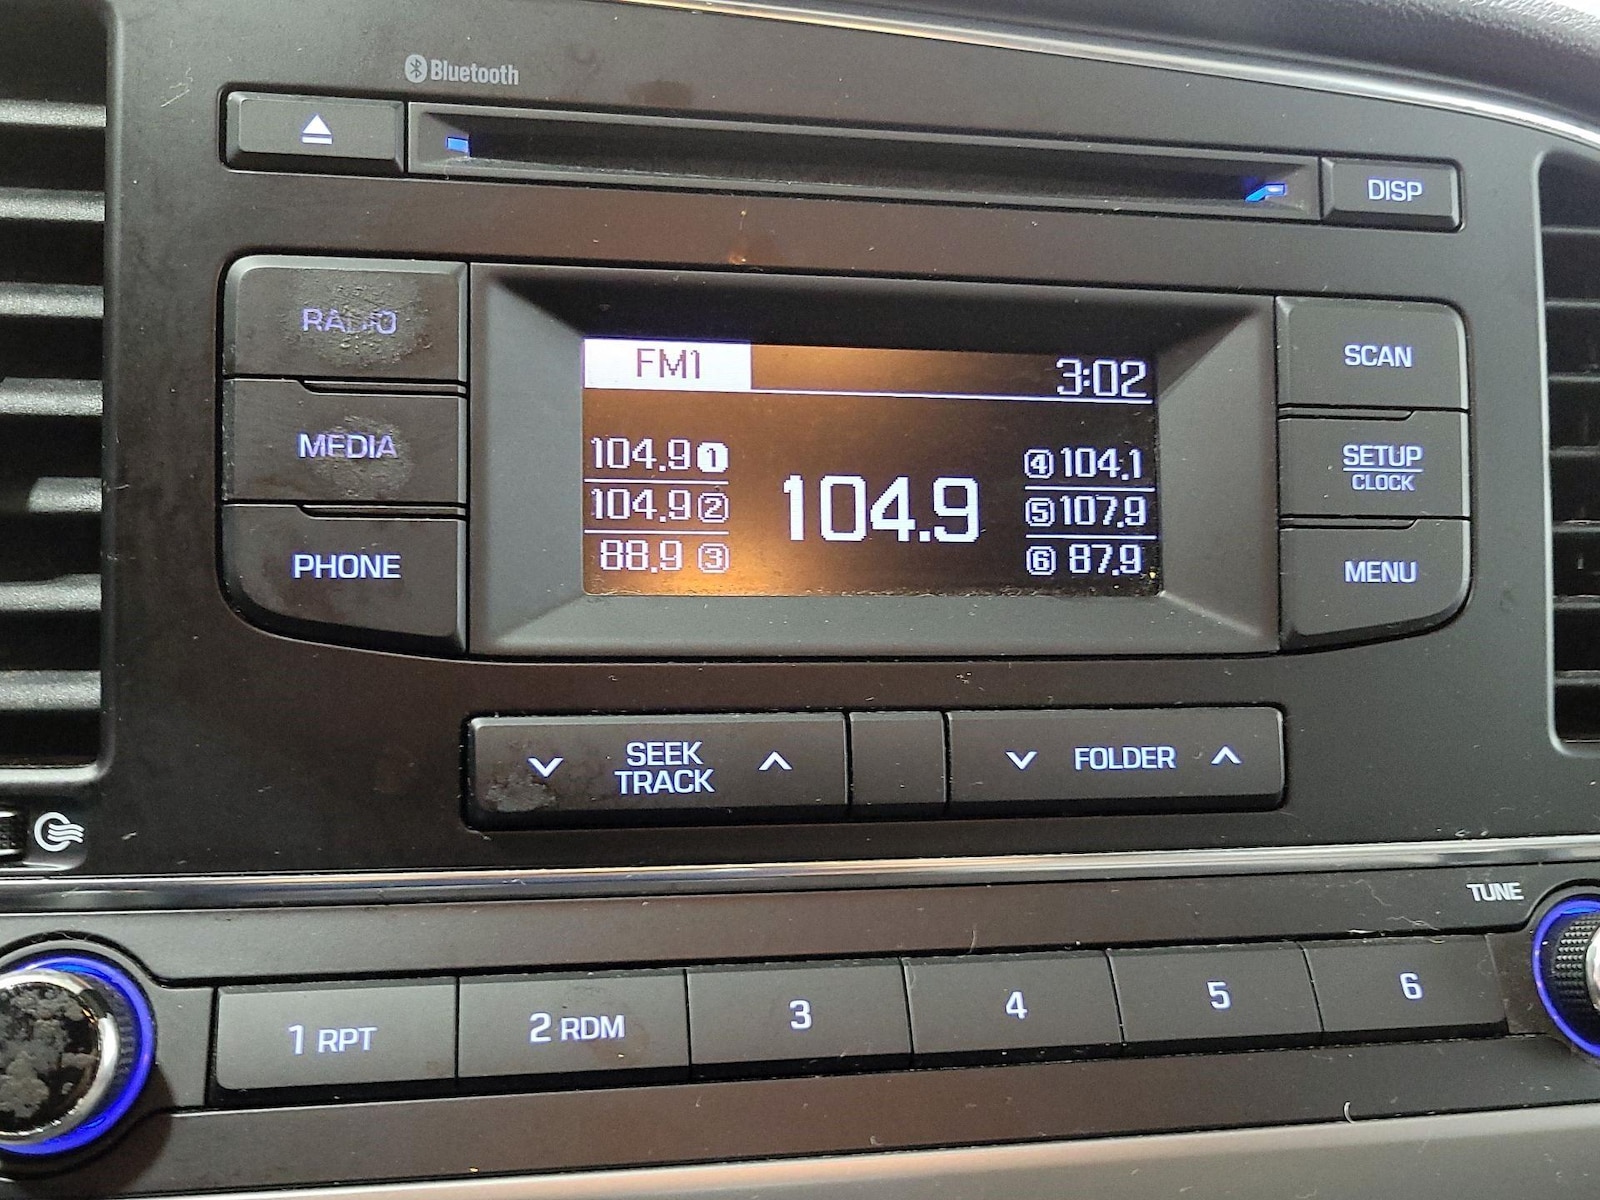 Bluetooth
DISP
RADIO
MEDIA
PHONE
FM1
3:02
104.9 1
104.9 2
88.9 3
104.9
4 104.1
5 107.9
6 87.9
SCAN
SETUP
CLOCK
MENU
SEEK
TRACK
FOLDER
TUNE
1 RPT
2 RDM
3
4
5
6